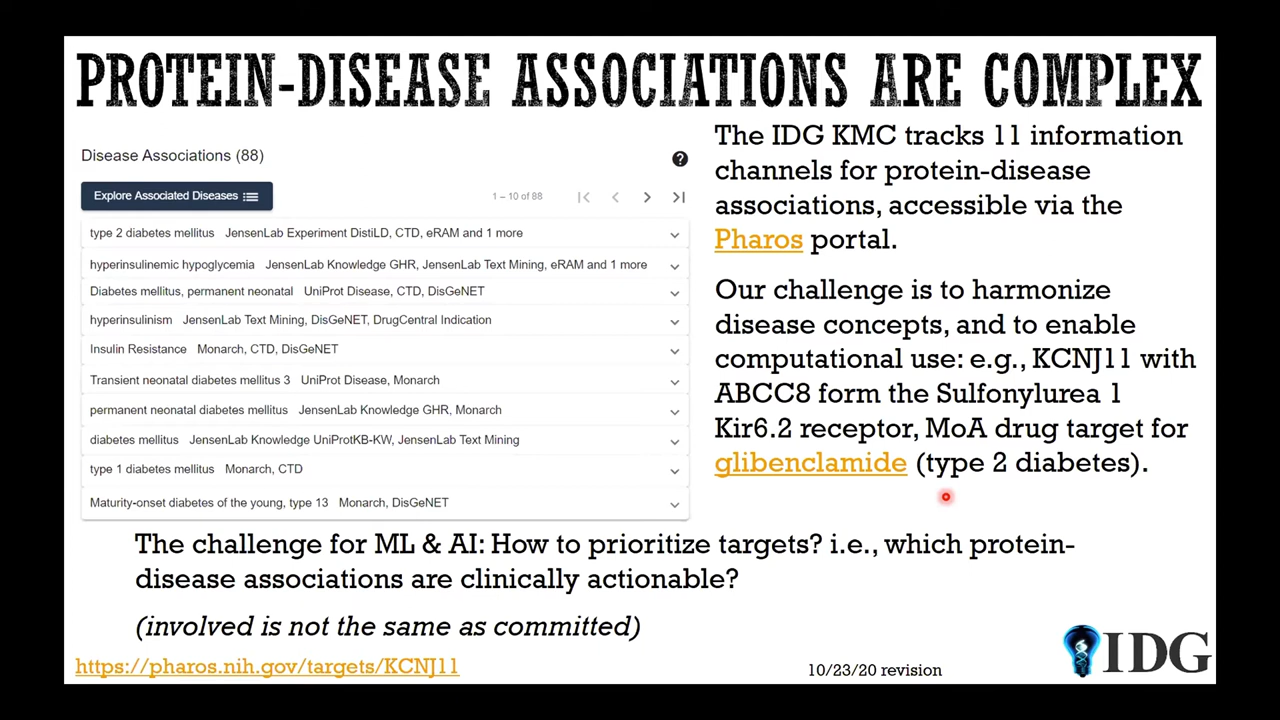 PROTEIN-DISEASE ASSOCIATIONS ARE COMPLEX
Disease Associations (88)
?
Explore Associated Diseases
1 – 10 of 88
type 2 diabetes mellitus JensenLab Experiment DistiLD, CTD, eRAM and 1 more
hyperinsulinemic hypoglycemia JensenLab Knowledge GHR, JensenLab Text Mining, eRAM and 1 more
Diabetes mellitus, permanent neonatal UniProt Disease, CTD, DisGeNET
hyperinsulinism JensenLab Text Mining, DisGeNET, DrugCentral Indication
Insulin Resistance Monarch, CTD, DisGeNET
Transient neonatal diabetes mellitus 3 UniProt Disease, Monarch
permanent neonatal diabetes mellitus JensenLab Knowledge GHR, Monarch
diabetes mellitus JensenLab Knowledge UniProtKB-KW, JensenLab Text Mining
type 1 diabetes mellitus Monarch, CTD
Maturity-onset diabetes of the young, type 13 Monarch, DisGeNET
The IDG KMC tracks 11 information
channels for protein-disease
associations, accessible via the
Pharos portal.
Our challenge is to harmonize
disease concepts, and to enable
computational use: e.g., KCNJ11 with
ABCC8 form the Sulfonylurea 1
Kir6.2 receptor, MoA drug target for
glibenclamide (type 2 diabetes).
The challenge for ML & AI: How to prioritize targets? i.e., which protein-
disease associations are clinically actionable?
(involved is not the same as committed)
https://pharos.nih.gov/targets/KCNJ11
10/23/20 revision
IDG